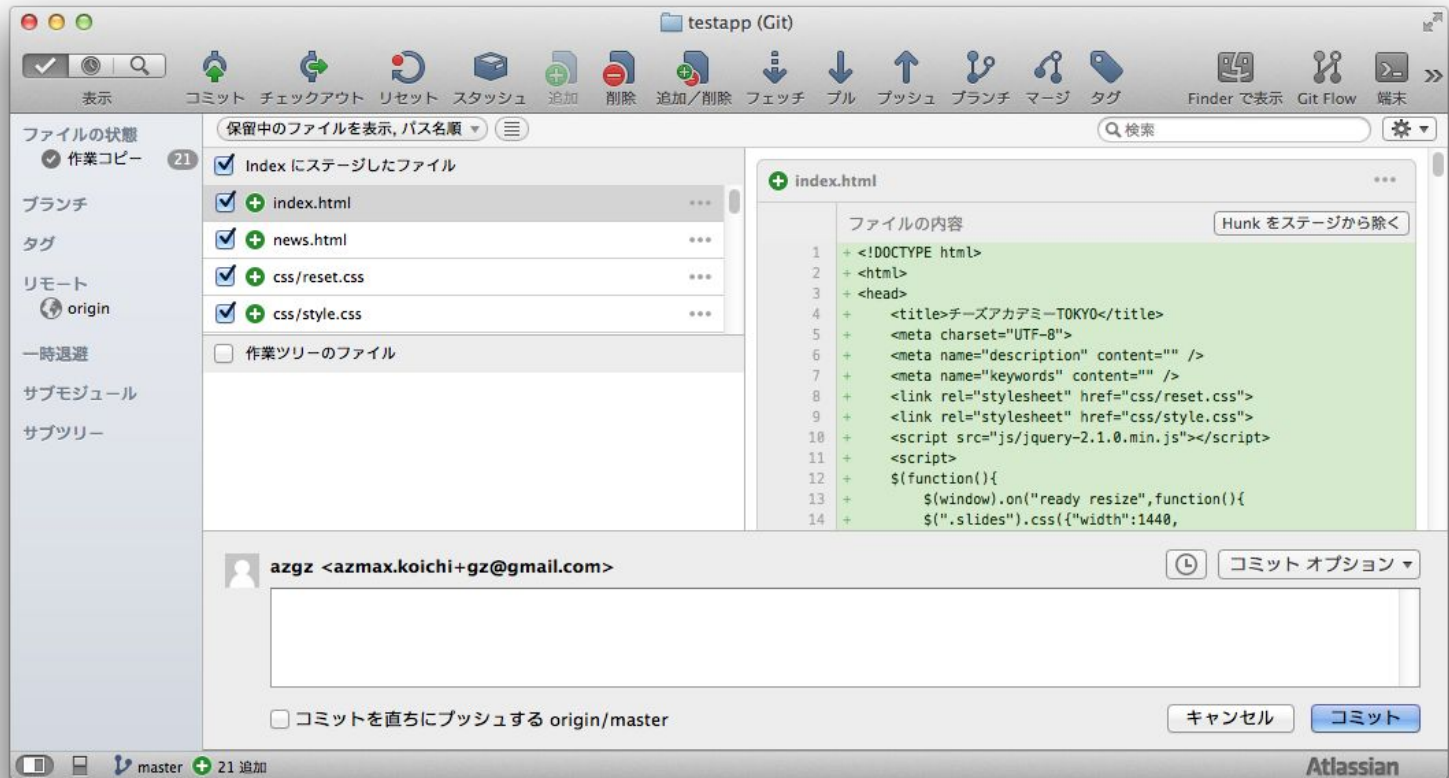 testapp (Git)
表示 コミット チェックアウト リセット スタッシュ 追加 削除 追加／削除 フェッチ プル プッシュ ブランチ マージ タグ Finder で表示 Git Flow 端末
ファイルの状態
作業コピー 21
ブランチ
タグ
リモート
origin
一時退避
サブモジュール
サブツリー
保留中のファイルを表示, パス名順
検索
Index にステージしたファイル
index.html
news.html
css/reset.css
css/style.css
作業ツリーのファイル
index.html
ファイルの内容 Hunk をステージから除く
1 + <!DOCTYPE html>
2 + <html>
3 + <head>
4 + <title>チーズアカデミーTOKYO</title>
5 + <meta charset="UTF-8">
6 + <meta name="description" content="" />
7 + <meta name="keywords" content="" />
8 + <link rel="stylesheet" href="css/reset.css">
9 + <link rel="stylesheet" href="css/style.css">
10 + <script src="js/jquery-2.1.0.min.js"></script>
11 + <script>
12 + $(function(){
13 + $(window).on("ready resize",function(){
14 + $(".slides").css({"width":1440,
azgz <azmax.koichi+gz@gmail.com>
コミット オプション
コミットを直ちにプッシュする origin/master
キャンセル コミット
master 21 追加
Atlassian